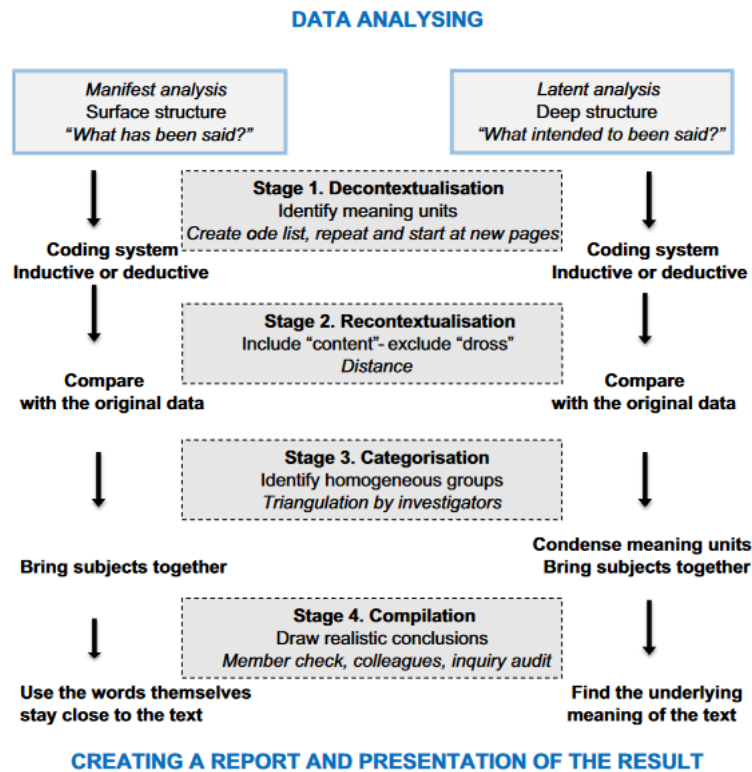 DATA ANALYSING
Manifest analysis
Surface structure
“What has been said?”
Latent analysis
Deep structure
“What intended to been said?”
Stage 1. Decontextualisation
Identify meaning units
Create ode list, repeat and start at new pages
Coding system
Inductive or deductive
Coding system
Inductive or deductive
Stage 2. Recontextualisation
Include “content”- exclude “dross”
Distance
Compare
with the original data
Compare
with the original data
Stage 3. Categorisation
Identify homogeneous groups
Triangulation by investigators
Bring subjects together
Condense meaning units
Bring subjects together
Stage 4. Compilation
Draw realistic conclusions
Member check, colleagues, inquiry audit
Use the words themselves
stay close to the text
Find the underlying
meaning of the text
CREATING A REPORT AND PRESENTATION OF THE RESULT